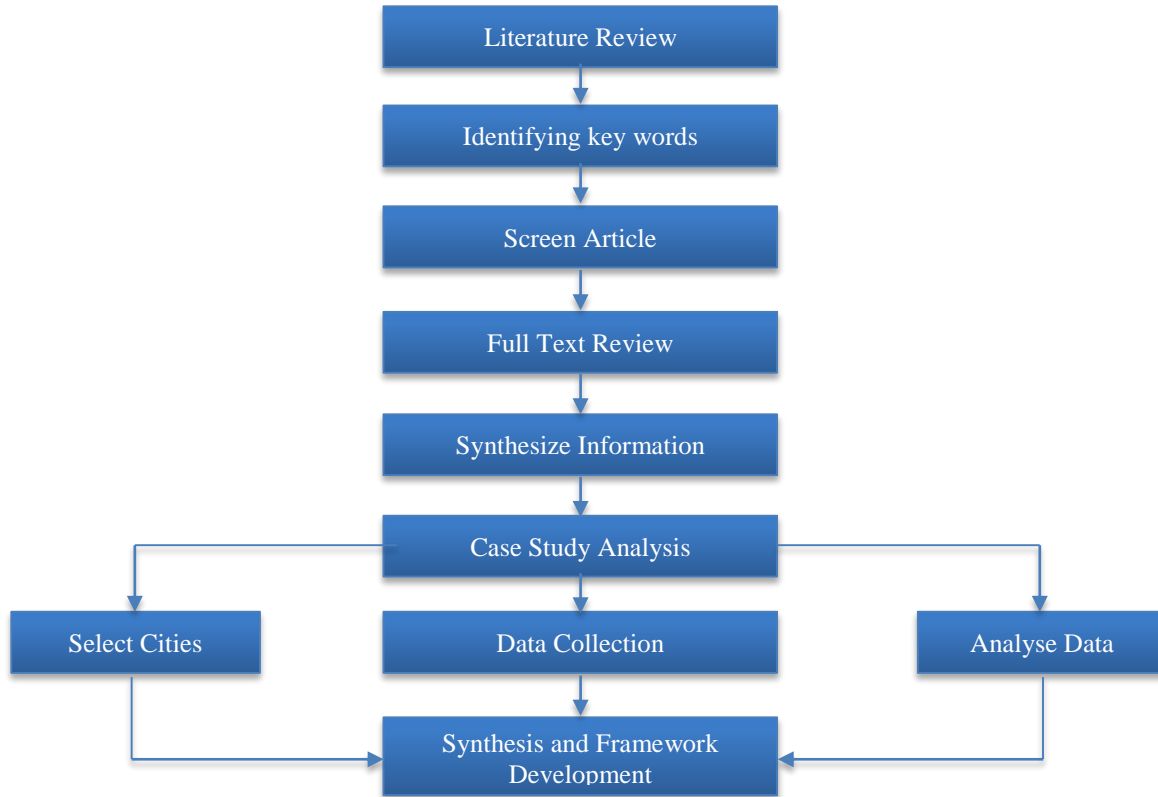 Literature Review
Identifying key words
Screen Article
Full Text Review
Synthesize Information
Case Study Analysis
Select Cities
Data Collection
Analyse Data
Synthesis and Framework
Development